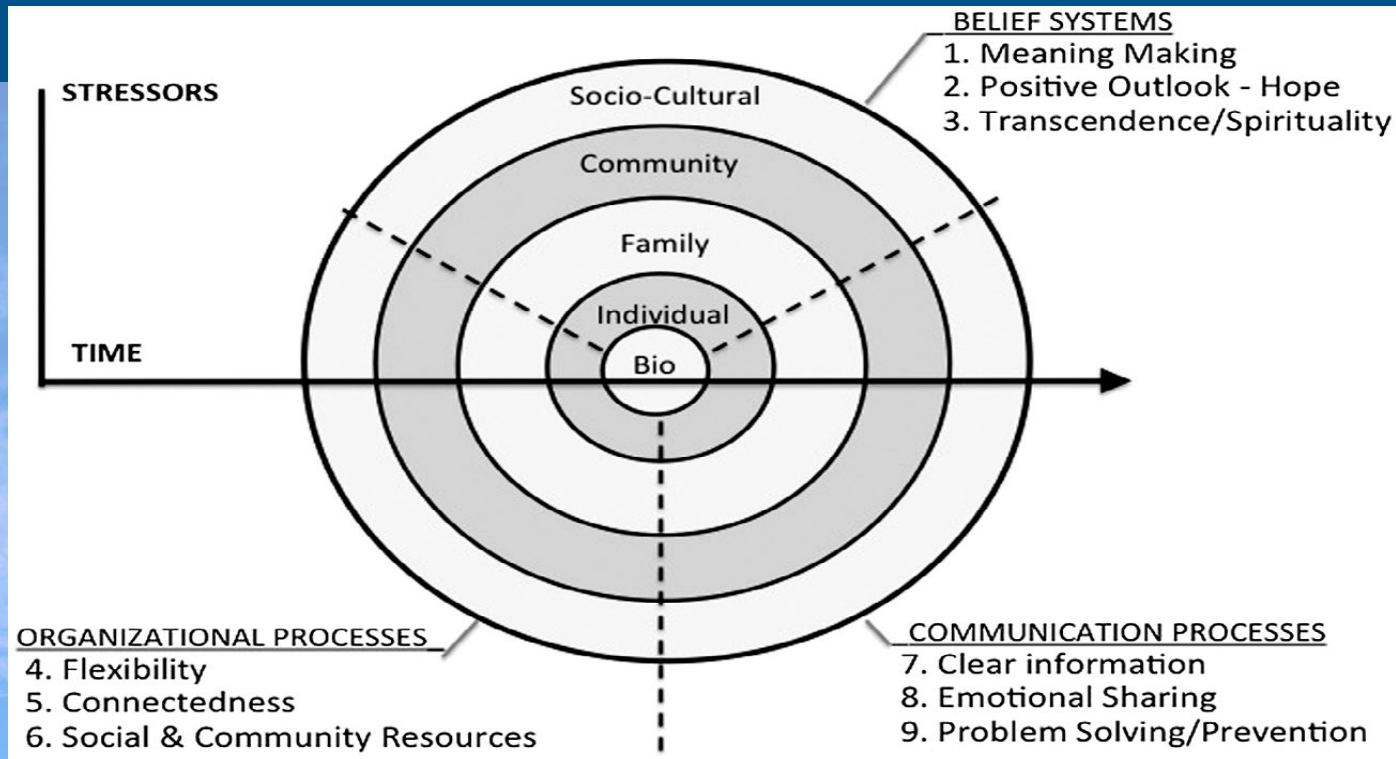 BELIEF SYSTEMS
1. Meaning Making
2. Positive Outlook - Hope
3. Transcendence/Spirituality
STRESSORS
TIME
Socio-Cultural
Community
Family
Individual
Bio
ORGANIZATIONAL PROCESSES
4. Flexibility
5. Connectedness
6. Social & Community Resources
COMMUNICATION PROCESSES
7. Clear information
8. Emotional Sharing
9. Problem Solving/Prevention